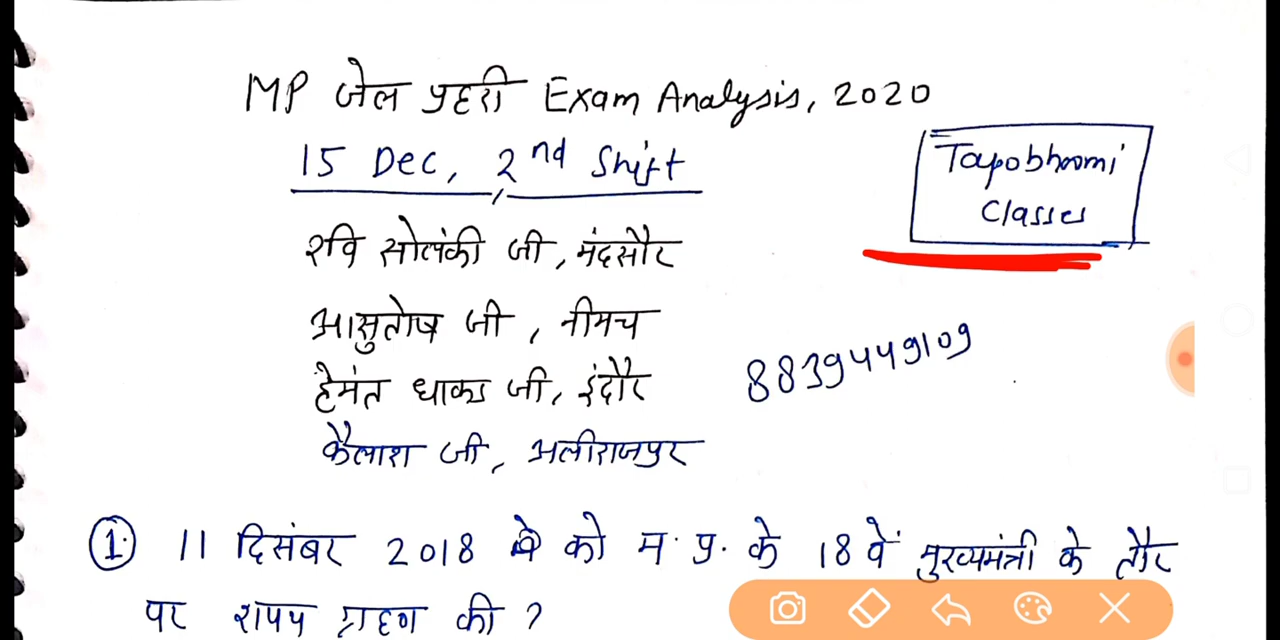 MP जेल प्रहरी Exam Analysis, 2020
15 Dec, 2nd Shift
Tapobhoomi
Classes
रवि सोलंकी जी, मंदसौर
आसुतोष जी, नीमच
हेमंत धाकड जी, इंदौर
8839449109
कैलाश जी, अलीराजपुर
1. 11 दिसंबर 2018 को म.प्र. के 18 वें मुख्यमंत्री के तौर
पर शपथ ग्रहण की ?